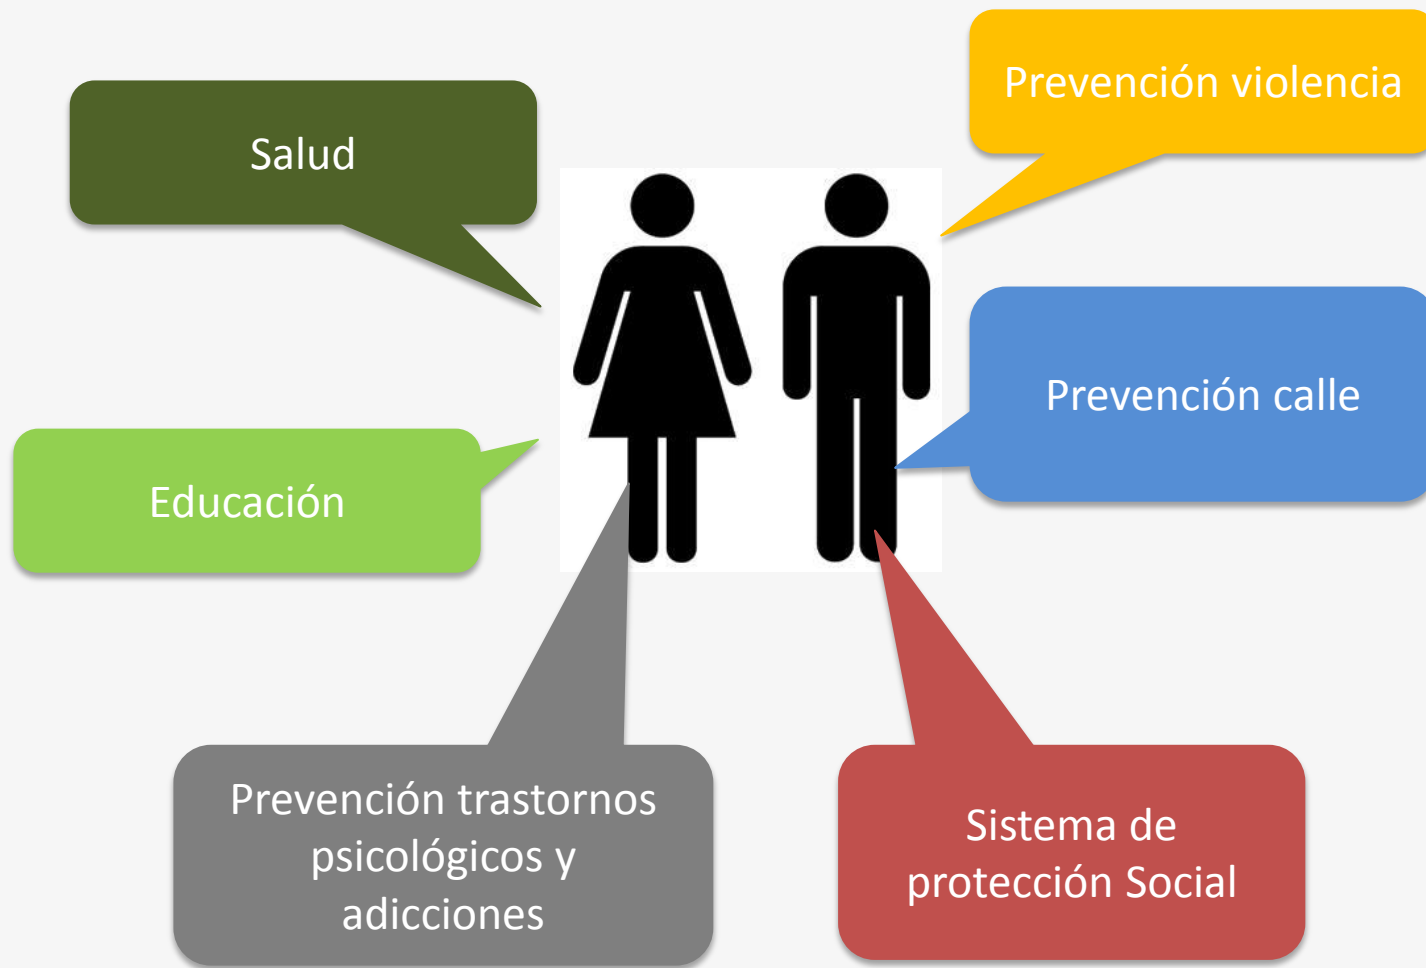 Prevención violencia
Salud
Prevención calle
Educación
Prevención trastornos
psicológicos y
adicciones
Sistema de
protección Social